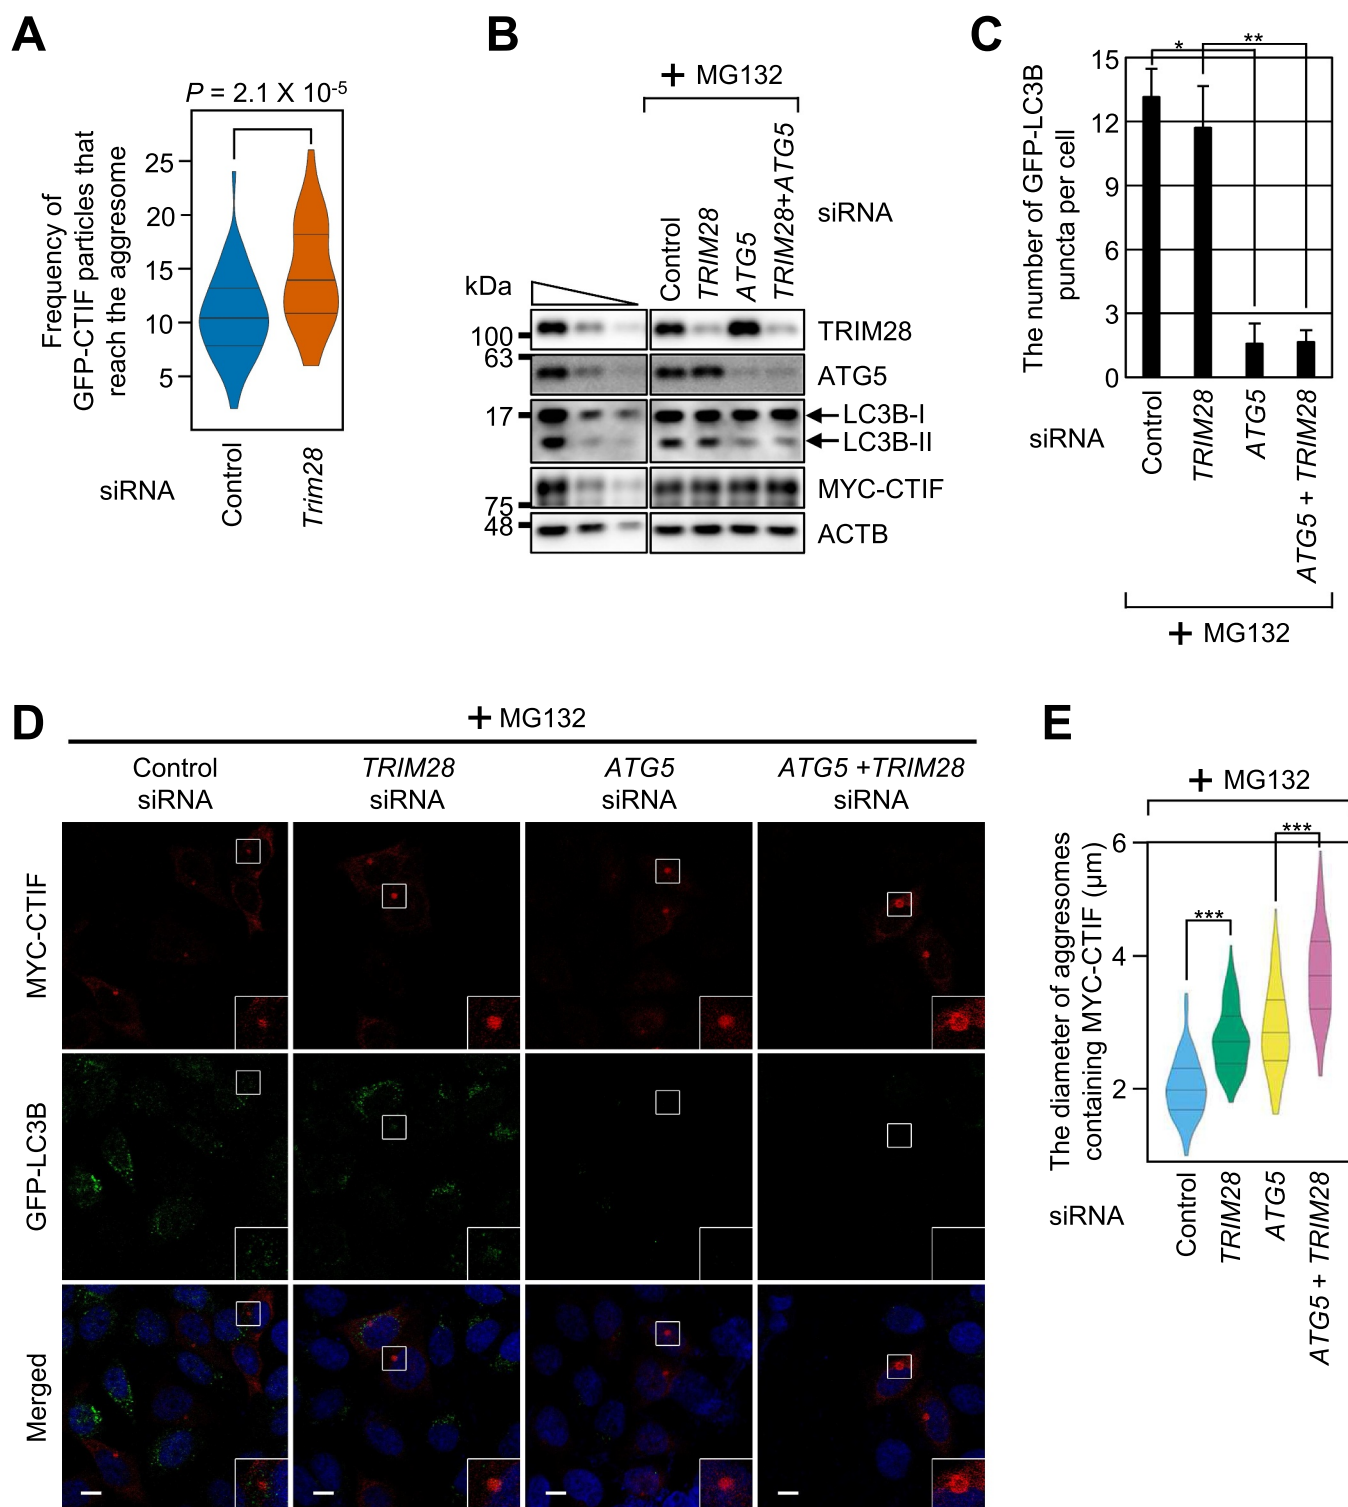 A
P = 2.1 X 10-5
Frequency of
GFP-CTIF particles that
reach the aggresome
25
20
15
10
5
siRNA
Control
Trim28
B
+ MG132
siRNA
Control
TRIM28
ATG5
TRIM28+ATG5
kDa
100
TRIM28
63
ATG5
17
LC3B-I
LC3B-II
MYC-CTIF
75
48
ACTB
C
*
**
The number of GFP-LC3B
puncta per cell
15
12
9
6
3
0
siRNA
Control
TRIM28
ATG5
ATG5 + TRIM28
+ MG132
D
+ MG132
Control
siRNA
TRIM28
siRNA
ATG5
siRNA
ATG5 +TRIM28
siRNA
MYC-CTIF
GFP-LC3B
Merged
E
+ MG132
The diameter of aggresomes
containing MYC-CTIF (µm)
6
4
2
***
***
siRNA
Control
TRIM28
ATG5
ATG5 + TRIM28